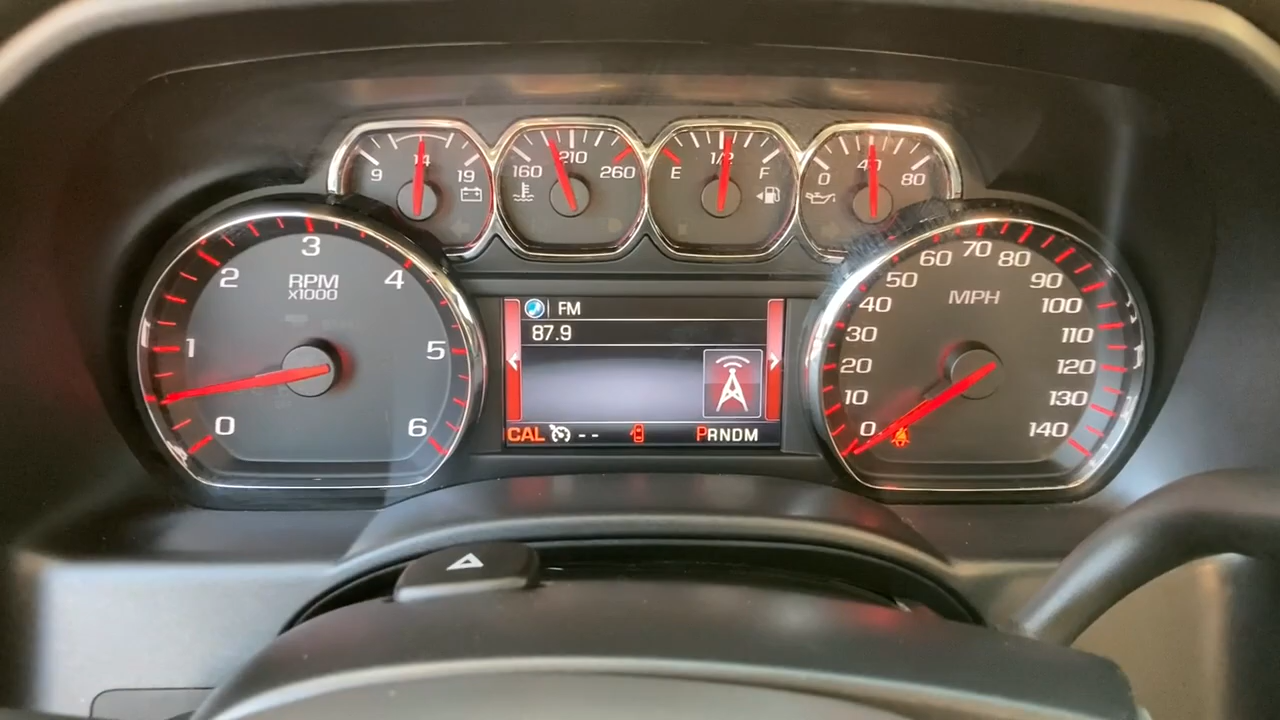 9 14 19
160 210 260
E 1/2 F
0 40 80
RPM
x1000
0 1 2 3 4 5 6
FM
87.9
CAL -- PRNDM
MPH
0 10 20 30 40 50 60 70 80 90 100 110 120 130 140